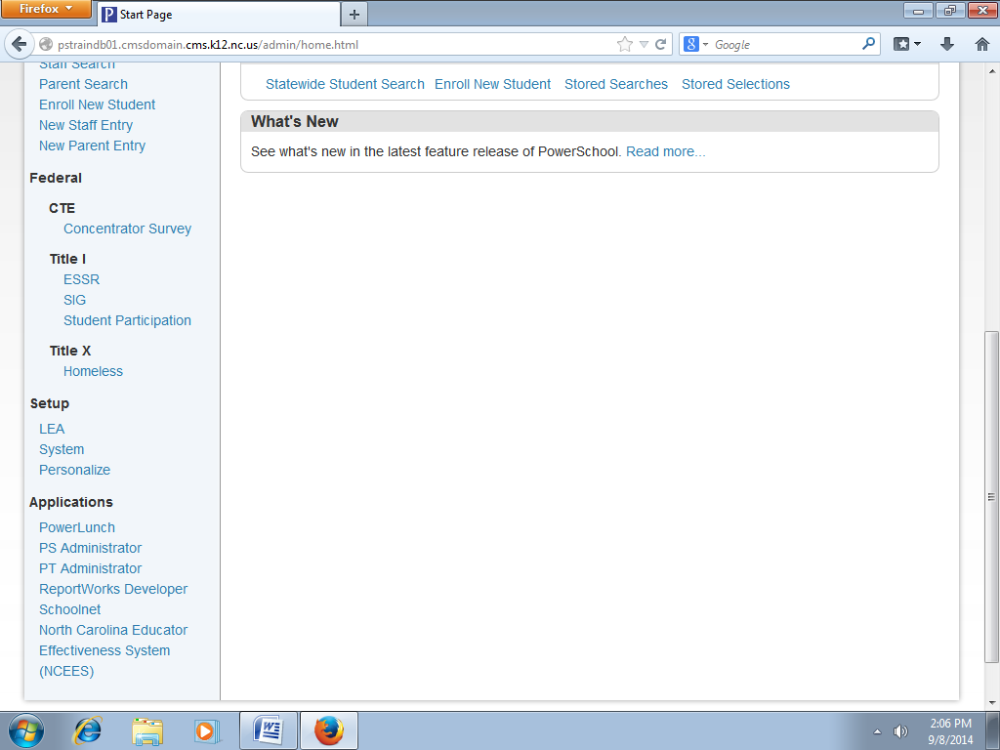 Firefox
Start Page
pstraindb01.cmsdomain.cms.k12.nc.us/admin/home.html
Google
Staff Search
Parent Search
Enroll New Student
New Staff Entry
New Parent Entry
Federal
CTE
Concentrator Survey
Title I
ESSR
SIG
Student Participation
Title X
Homeless
Setup
LEA
System
Personalize
Applications
PowerLunch
PS Administrator
PT Administrator
ReportWorks Developer
Schoolnet
North Carolina Educator
Effectiveness System
(NCEES)
Statewide Student Search Enroll New Student Stored Searches Stored Selections
What's New
See what's new in the latest feature release of PowerSchool. Read more...
2:06 PM
9/8/2014